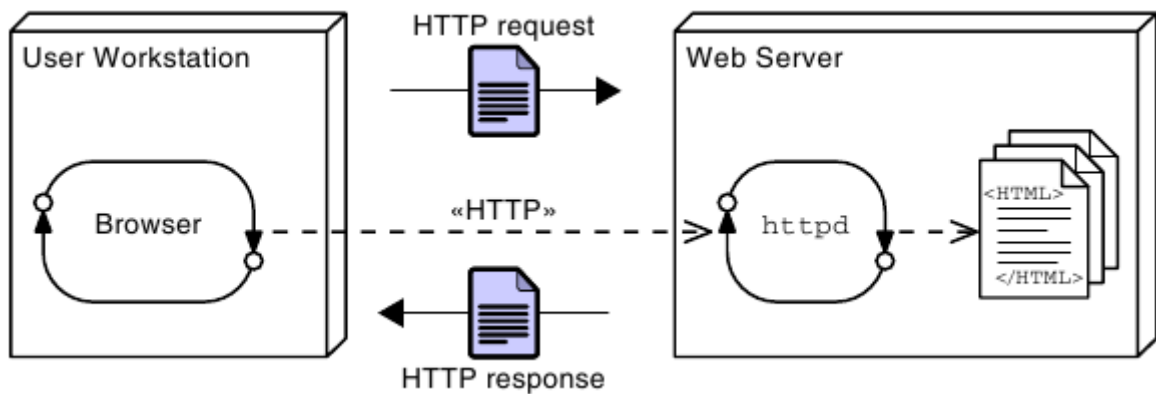 HTTP request
User Workstation
Web Server
Browser
«HTTP»
httpd
<HTML>
</HTML>
HTTP response